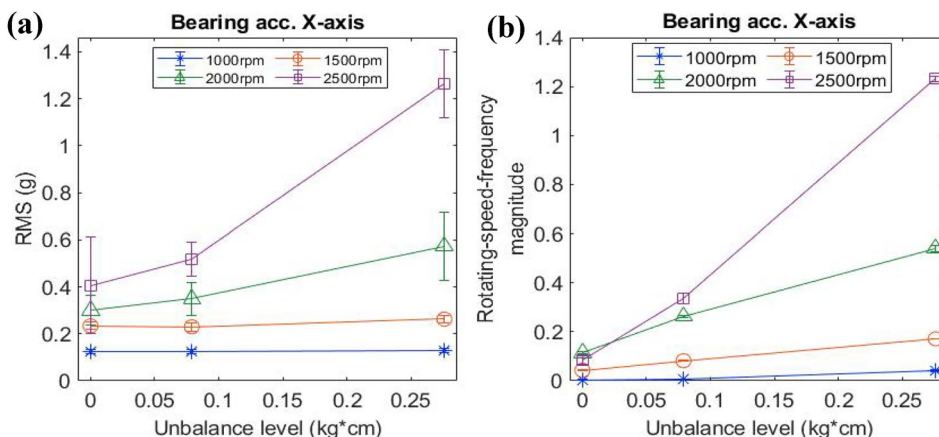 (a)
Bearing acc. X-axis
1000rpm 1500rpm
2000rpm 2500rpm
1.4
1.2
1
0.8
0.6
0.4
0.2
0
RMS (g)
0 0.05 0.1 0.15 0.2 0.25
Unbalance level (kg*cm)
(b)
Bearing acc. X-axis
1000rpm 1500rpm
2000rpm 2500rpm
1.4
1.2
1
0.8
0.6
0.4
0.2
0
Rotating-speed-frequency
magnitude
0 0.05 0.1 0.15 0.2 0.25
Unbalance level (kg*cm)